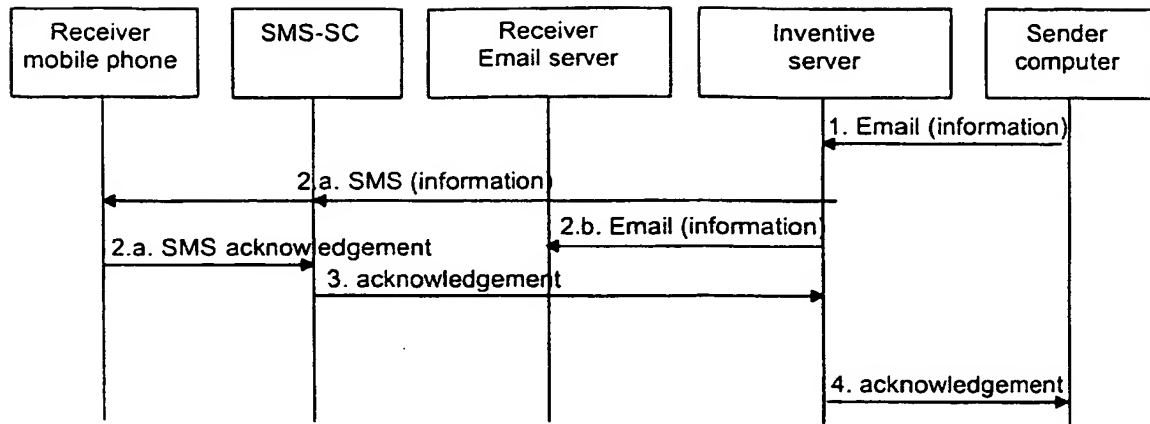 Receiver
mobile phone
SMS-SC
Receiver
Email server
Inventive
server
Sender
computer
1. Email (information)
2.a. SMS (information)
2.b. Email (information)
2.a. SMS acknowledgement
3. acknowledgement
4. acknowledgement